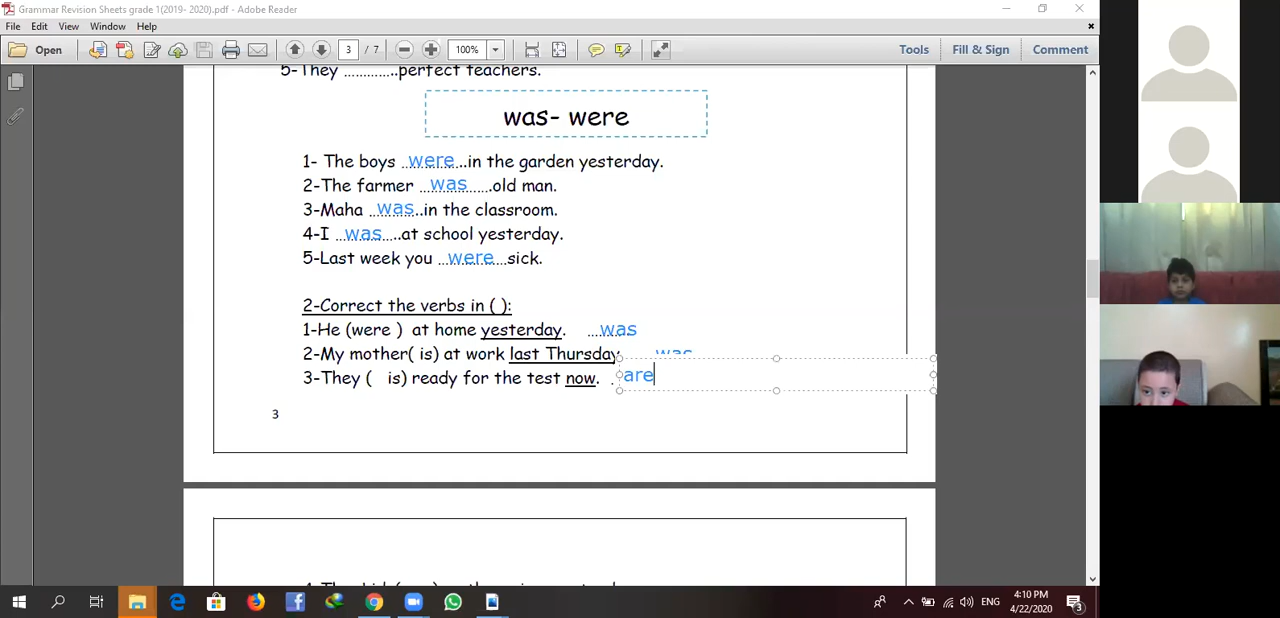 Grammar Revision Sheets grade 1(2019- 2020).pdf - Adobe Reader
File Edit View Window Help
Open 3 / 7 100% Tools Fill & Sign Comment
5-They ............perfect teachers.
was- were
1- The boys ..were...in the garden yesterday.
2-The farmer ..was.......old man.
3-Maha ...was..in the classroom.
4-I ..was.....at school yesterday.
5-Last week you ..were...sick.
2-Correct the verbs in ( ):
1-He (were ) at home yesterday. ...was
2-My mother( is) at work last Thursday was
3-They ( is) ready for the test now. . are
3
ENG
4:10 PM
4/22/2020
3